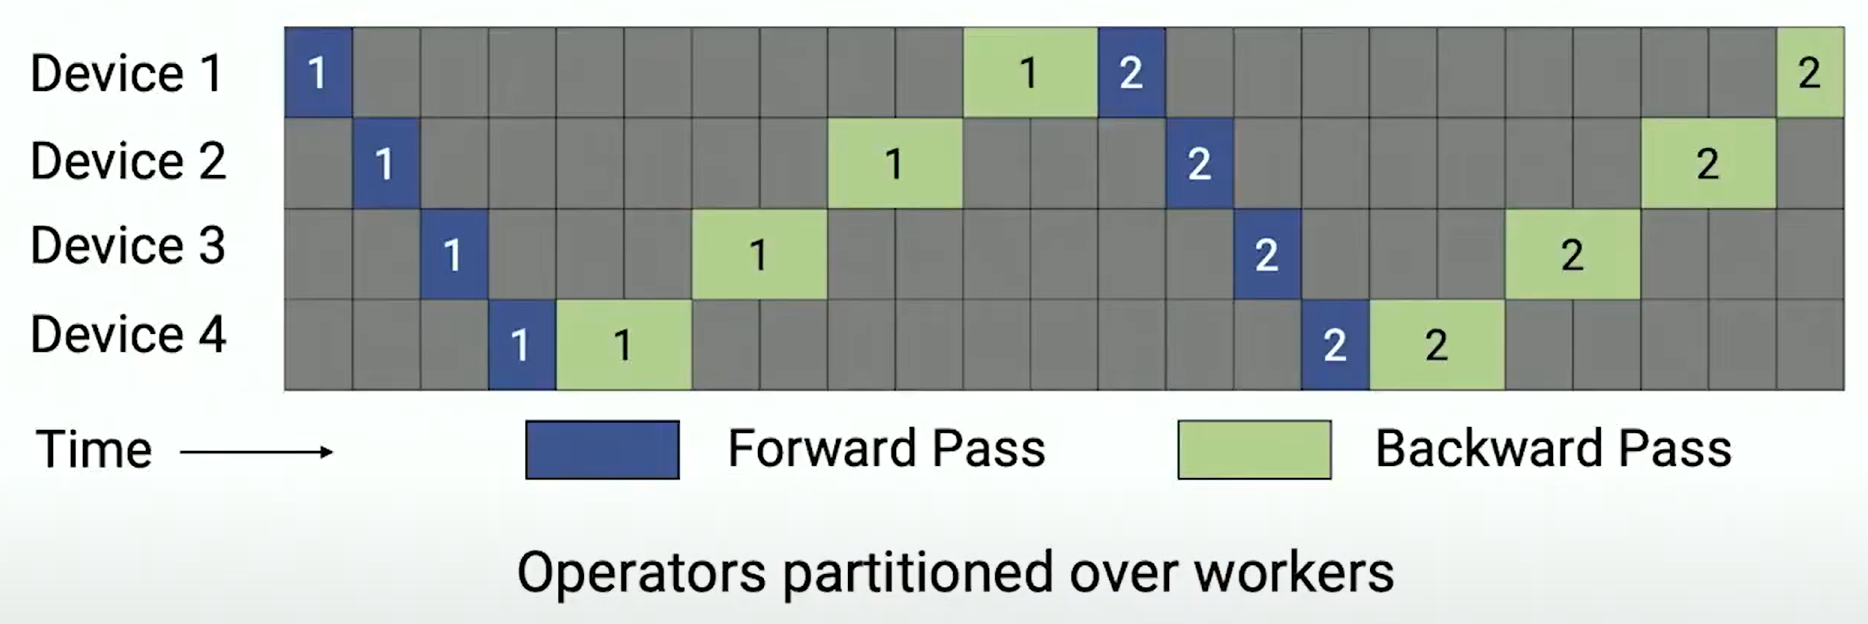 Device 1 1 1 2 2
Device 2 1 1 2 2
Device 3 1 1 2 2
Device 4 1 1 2 2
Time Forward Pass Backward Pass
Operators partitioned over workers